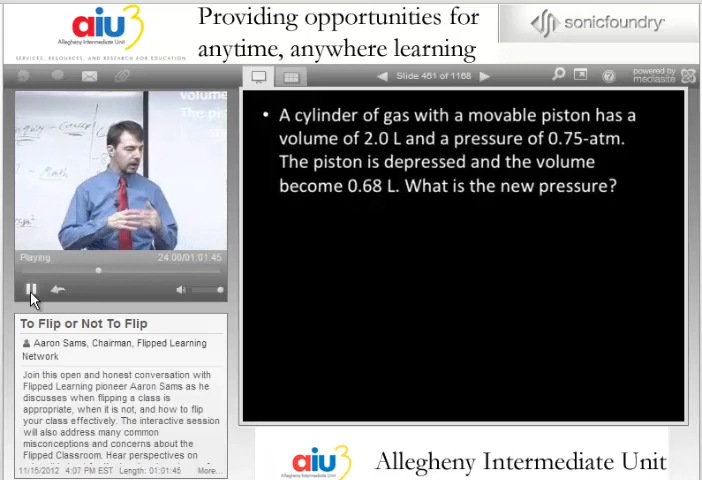 aiu3
Allegheny Intermediate Unit
SERVICES, RESOURCES, AND RESEARCH FOR EDUCATION
Providing opportunities for
anytime, anywhere learning
sonicfoundry
Slide 461 of 1168
powered by
mediasite
• A cylinder of gas with a movable piston has a
volume of 2.0 L and a pressure of 0.75-atm.
The piston is depressed and the volume
become 0.68 L. What is the new pressure?
volume
The pi
Playing
24:00/01:01:45
To Flip or Not To Flip
Aaron Sams, Chairman, Flipped Learning
Network
Join this open and honest conversation with
Flipped Learning pioneer Aaron Sams as he
discusses when flipping a class is
appropriate, when it is not, and how to flip
your class effectively. The interactive session
will also address many common
misconceptions and concerns about the
Flipped Classroom. Hear perspectives on
11/15/2012 4:07 PM EST Length: 01:01:45 More...
aiu3
Allegheny Intermediate Unit
Allegheny Intermediate Unit